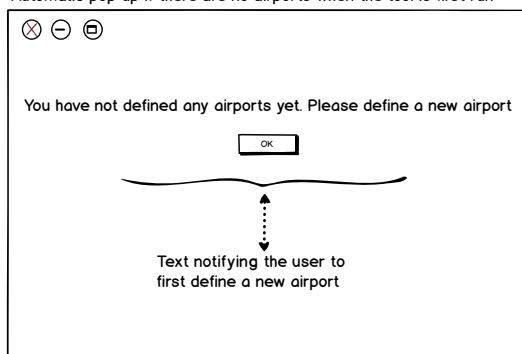 Automatic pop-up if there are no airports when the tool is first run
You have not defined any airports yet. Please define a new airport
OK
Text notifying the user to
first define a new airport